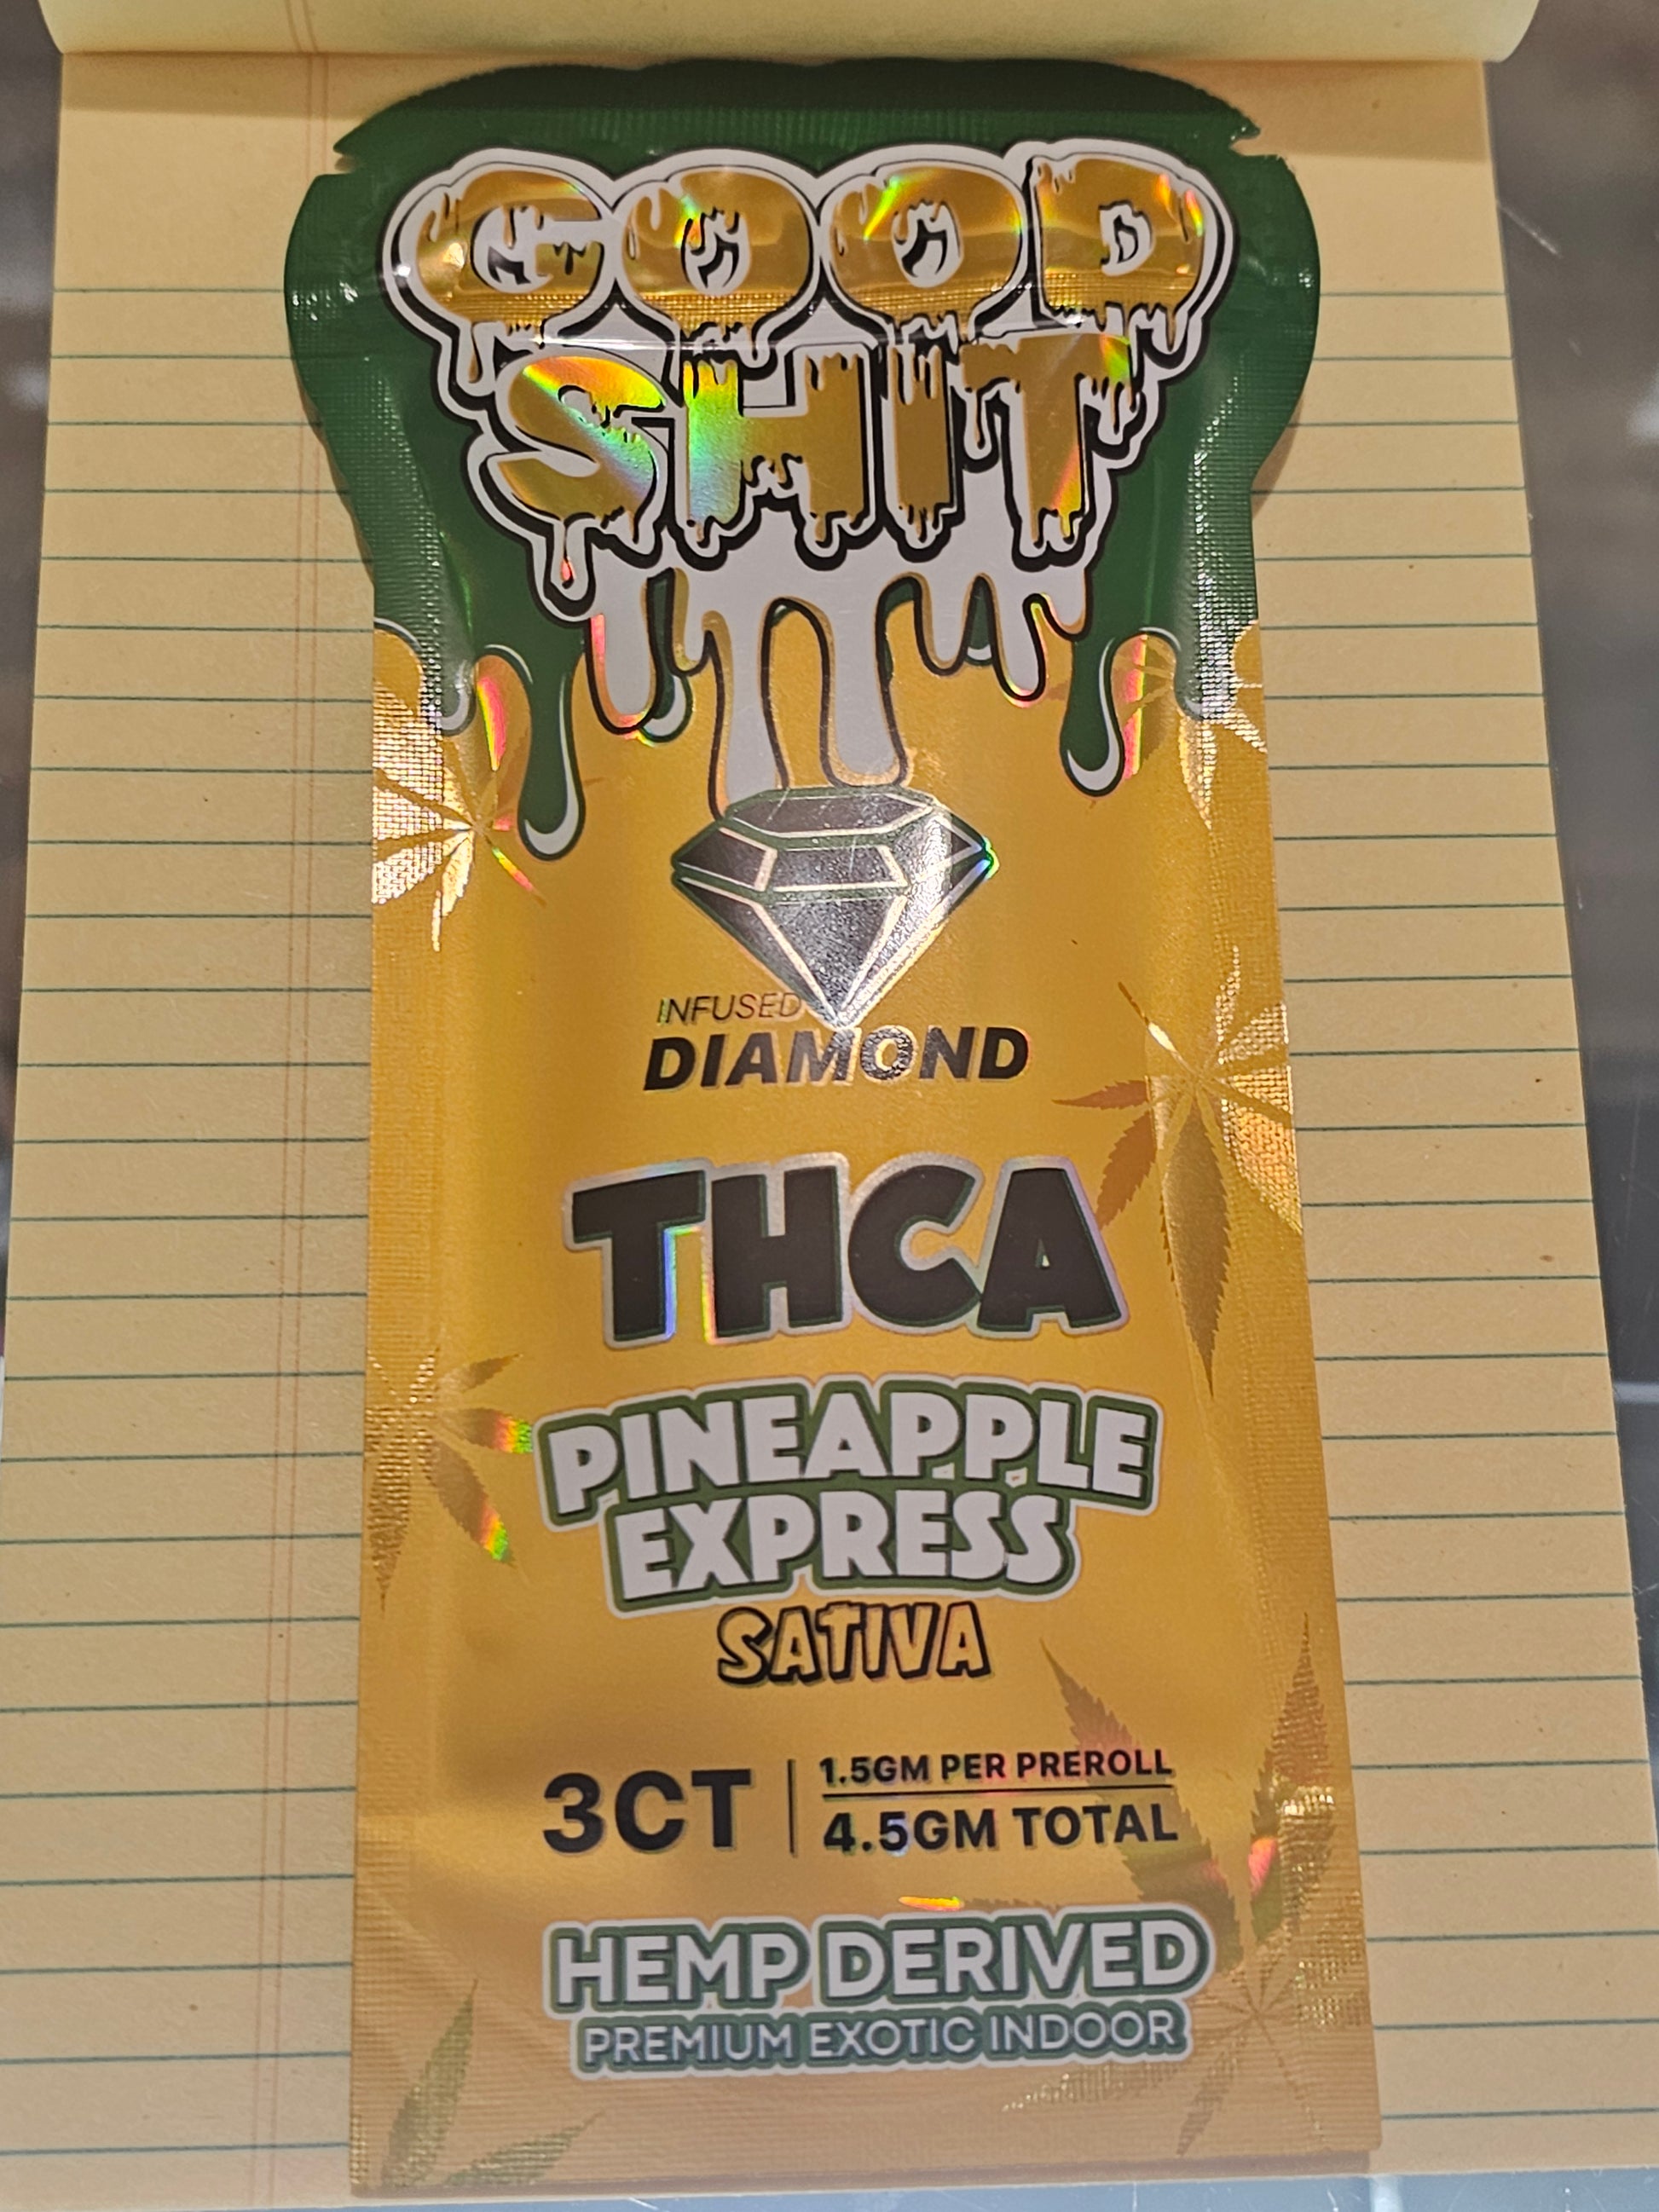 GOOD
SHIT
INFUSED
DIAMOND
THCA
PINEAPPLE
EXPRESS
SATIVA
3CT
1.5GM PER PREROLL
4.5GM TOTAL
HEMP DERIVED
PREMIUM EXOTIC INDOOR